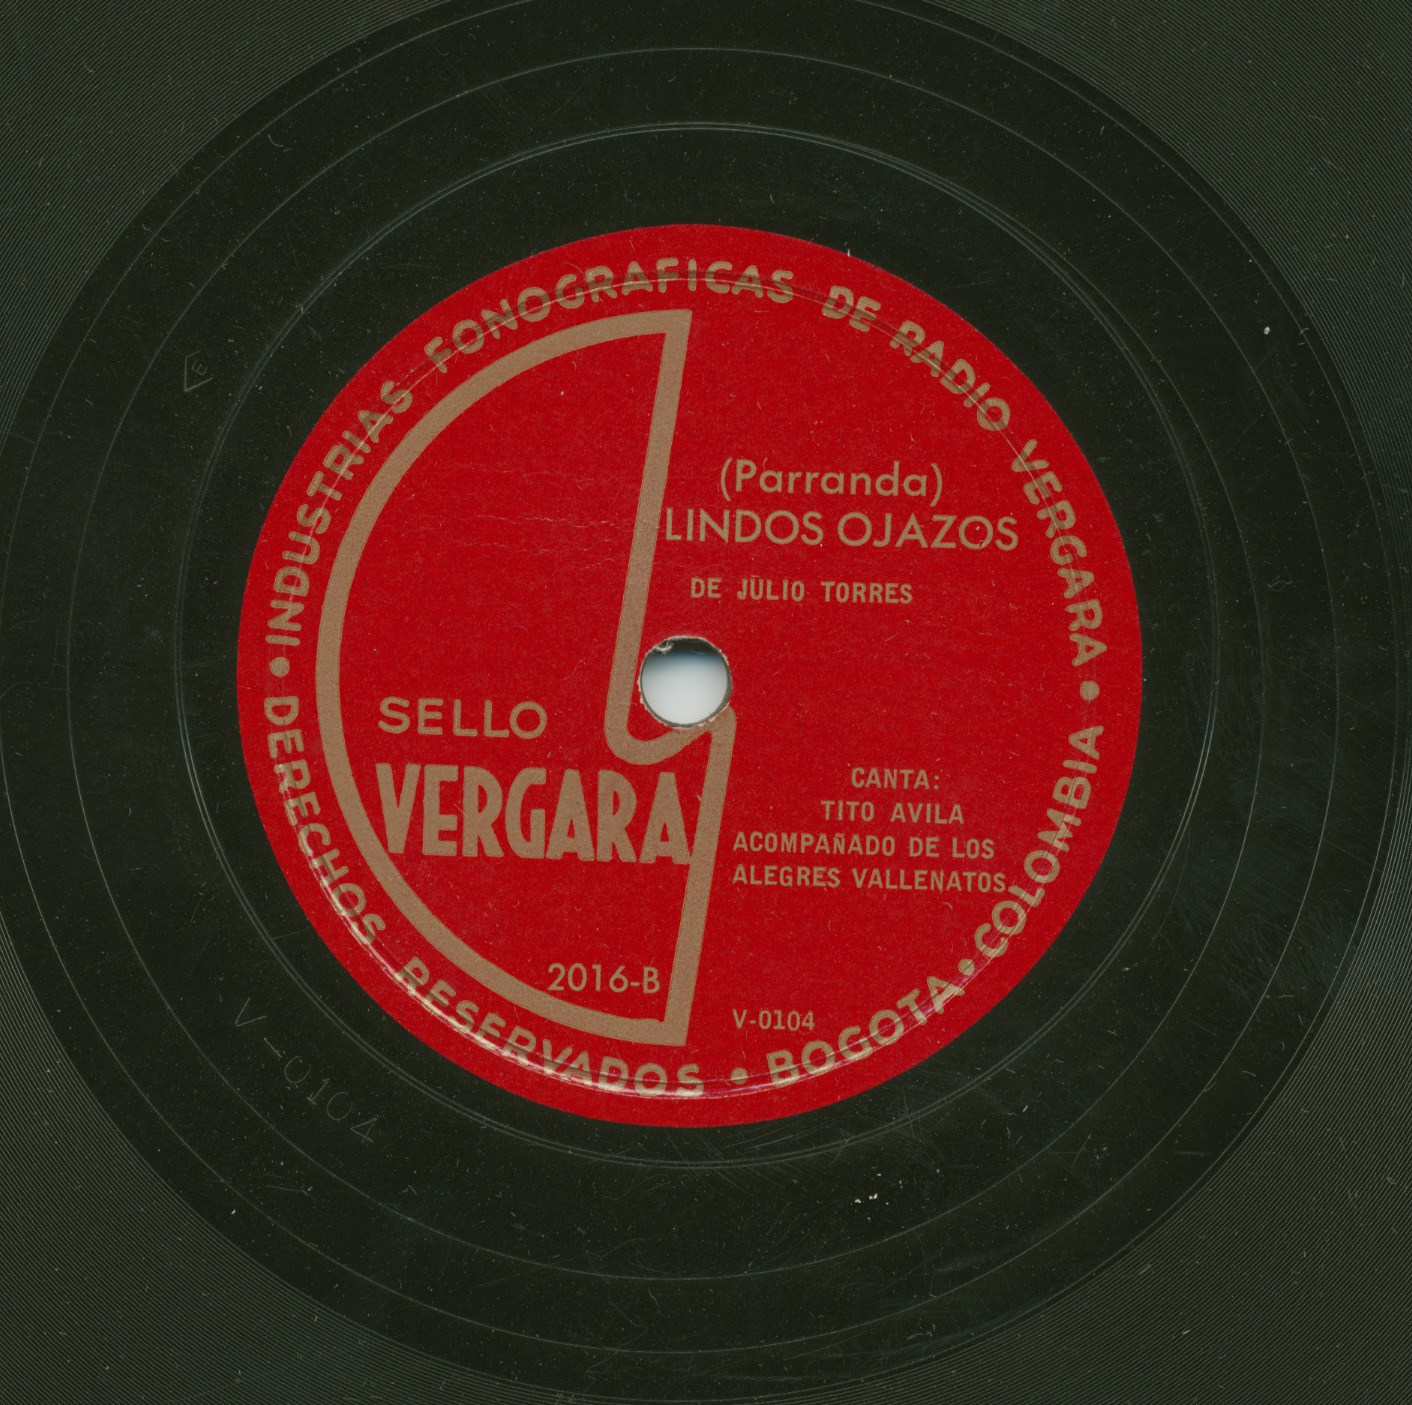 INDUSTRIAS FONOGRAFICAS DE RADIO VERGARA •
(Parranda)
LINDOS OJAZOS
DE JULIO TORRES
SELLO
VERGARA
CANTA:
TITO AVILA
ACOMPAÑADO DE LOS
ALEGRES VALLENATOS.
2016-B
V-0104
• DERECHOS RESERVADOS • BOGOTA • COLOMBIA
V-0104
E